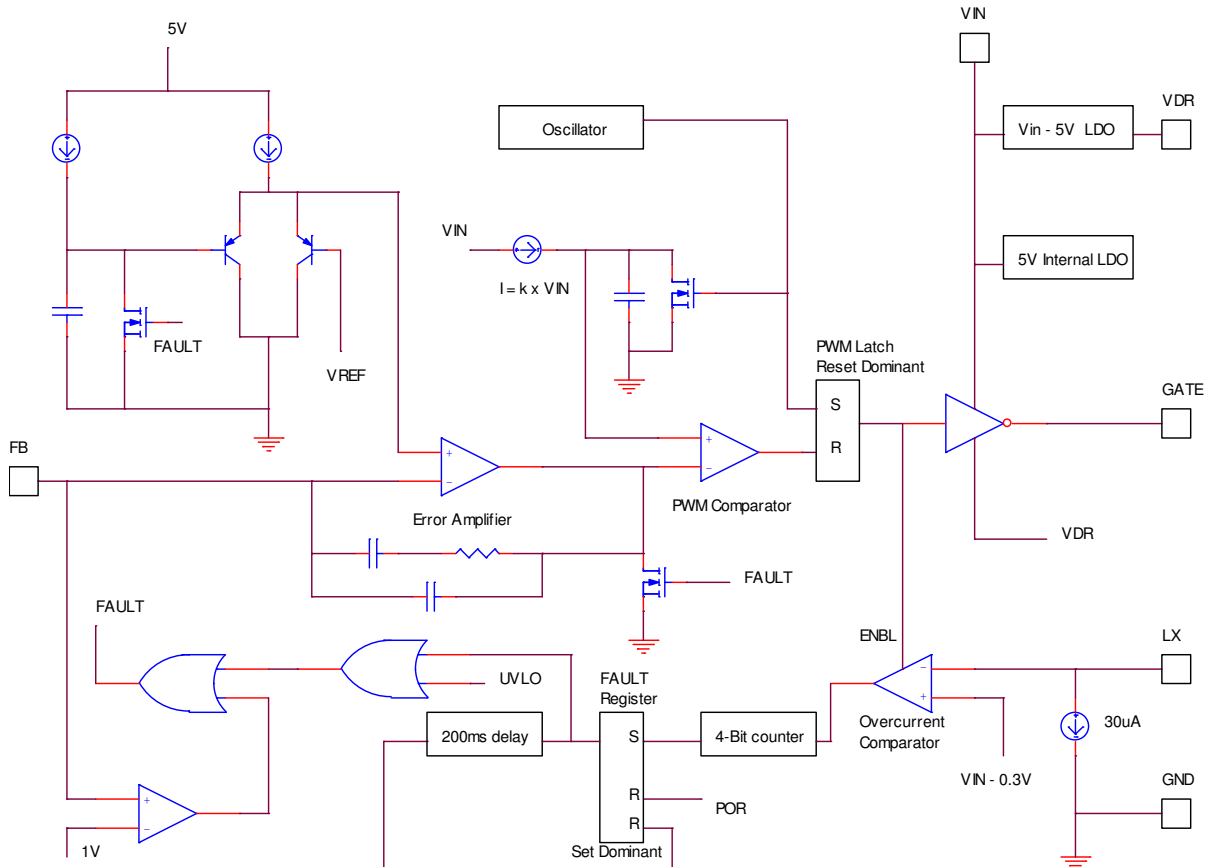 VIN
5V
VDR
Oscillator
Vin - 5V LDO
VIN
5V Internal LDO
I = k x VIN
FAULT
PWM Latch
Reset Dominant
VREF
GATE
S
FB
+
+
R
−
−
PWM Comparator
Error Amplifier
VDR
FAULT
FAULT
ENBL
LX
−
UVLO
FAULT
Register
+
Overcurrent
Comparator
30uA
200ms delay
S
4-Bit counter
VIN - 0.3V
GND
+
R
POR
−
R
1V
Set Dominant